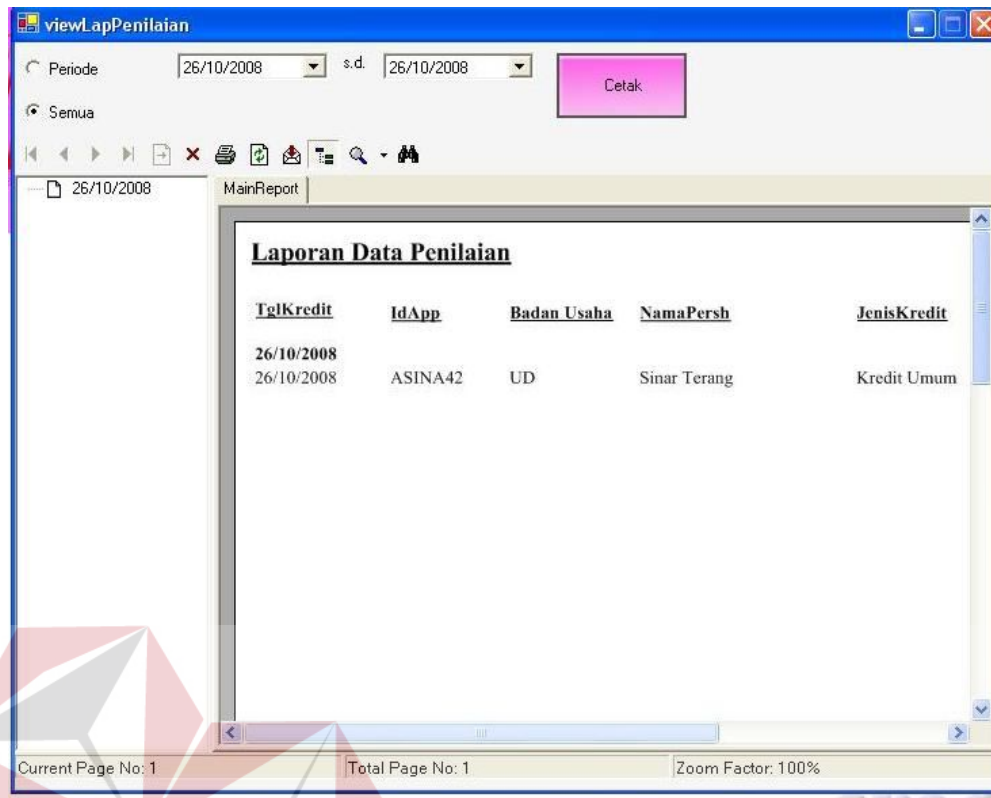 viewLapPenilaian
Periode 26/10/2008 s.d. 26/10/2008
Cetak
Semua
26/10/2008
MainReport
Laporan Data Penilaian
TglKredit IdApp Badan Usaha NamaPersh JenisKredit
26/10/2008
26/10/2008 ASINA42 UD Sinar Terang Kredit Umum
Current Page No: 1 Total Page No: 1 Zoom Factor: 100%